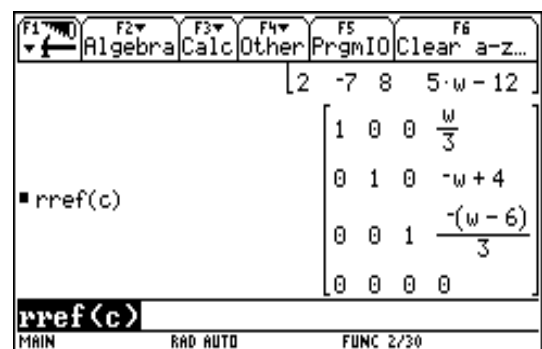 F1 F2 F3 F4 F5 F6
Algebra Calc Other PrgmIO Clear a-z…
2 -7 8 5·w - 12
1 0 0 w/3
0 1 0 -w + 4
▪ rref(c)
0 0 1 -(w - 6)/3
0 0 0 0
rref(c)
MAIN RAD AUTO FUNC 2/30